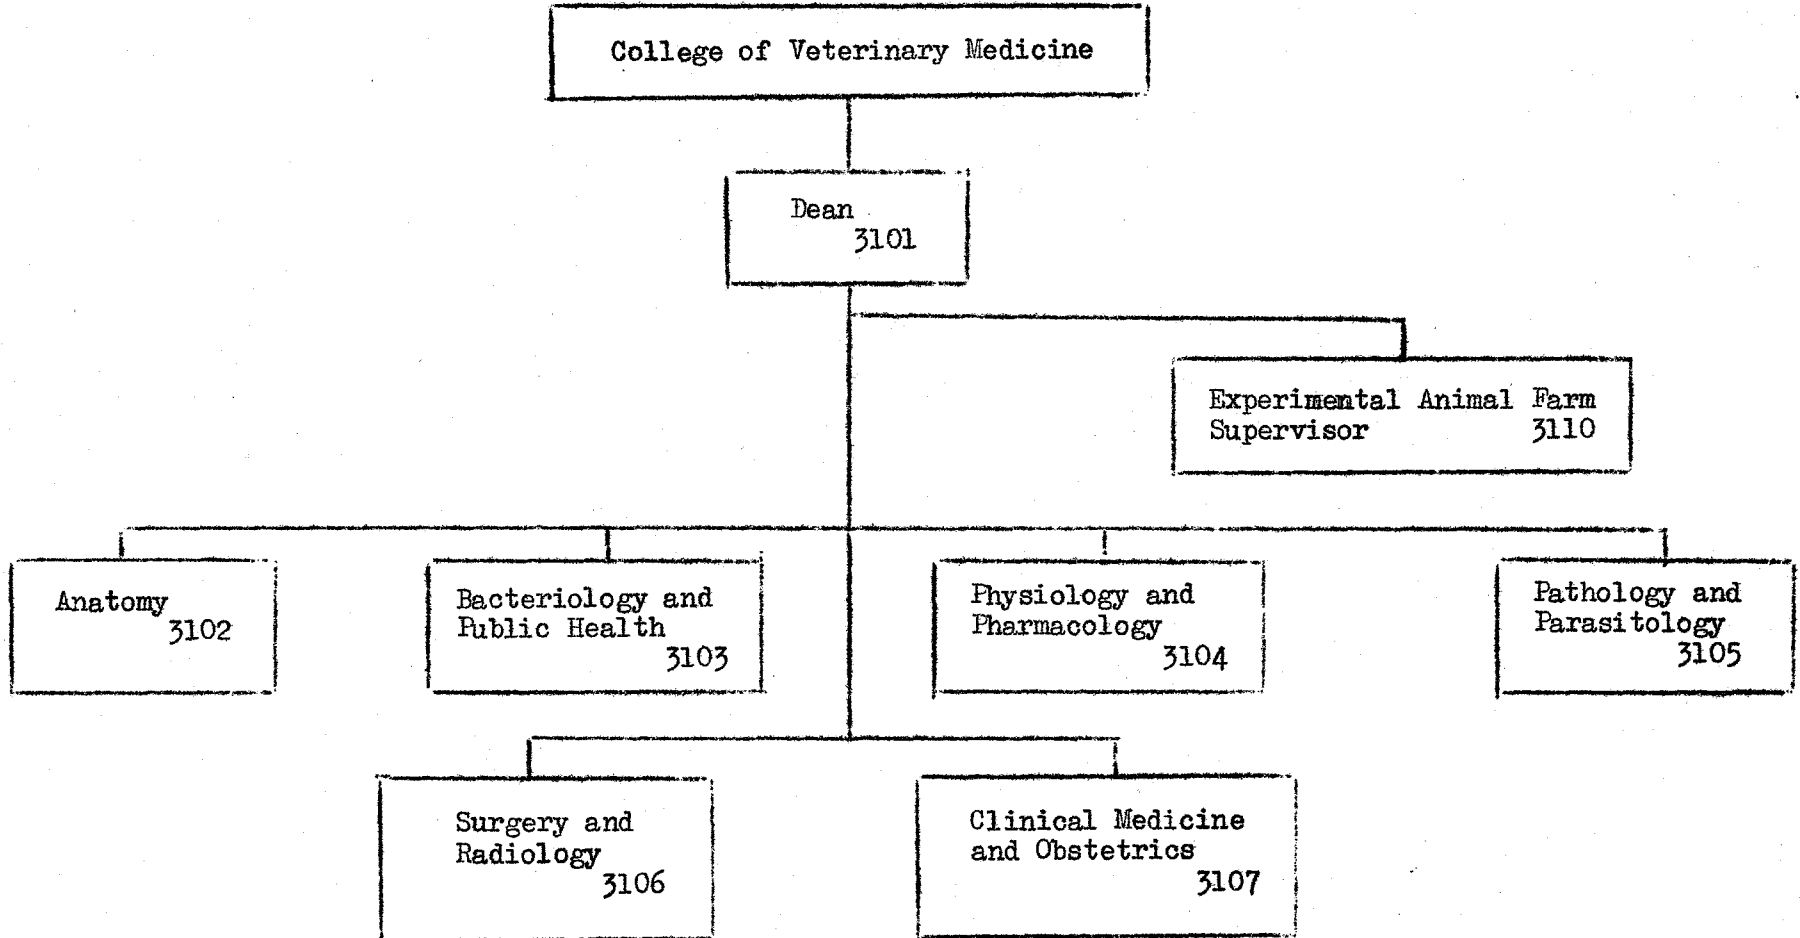 College of Veterinary Medicine
Dean
3101
Experimental Animal Farm
Supervisor 3110
Anatomy
3102
Bacteriology and
Public Health
3103
Physiology and
Pharmacology
3104
Pathology and
Parasitology
3105
Surgery and
Radiology
3106
Clinical Medicine
and Obstetrics
3107